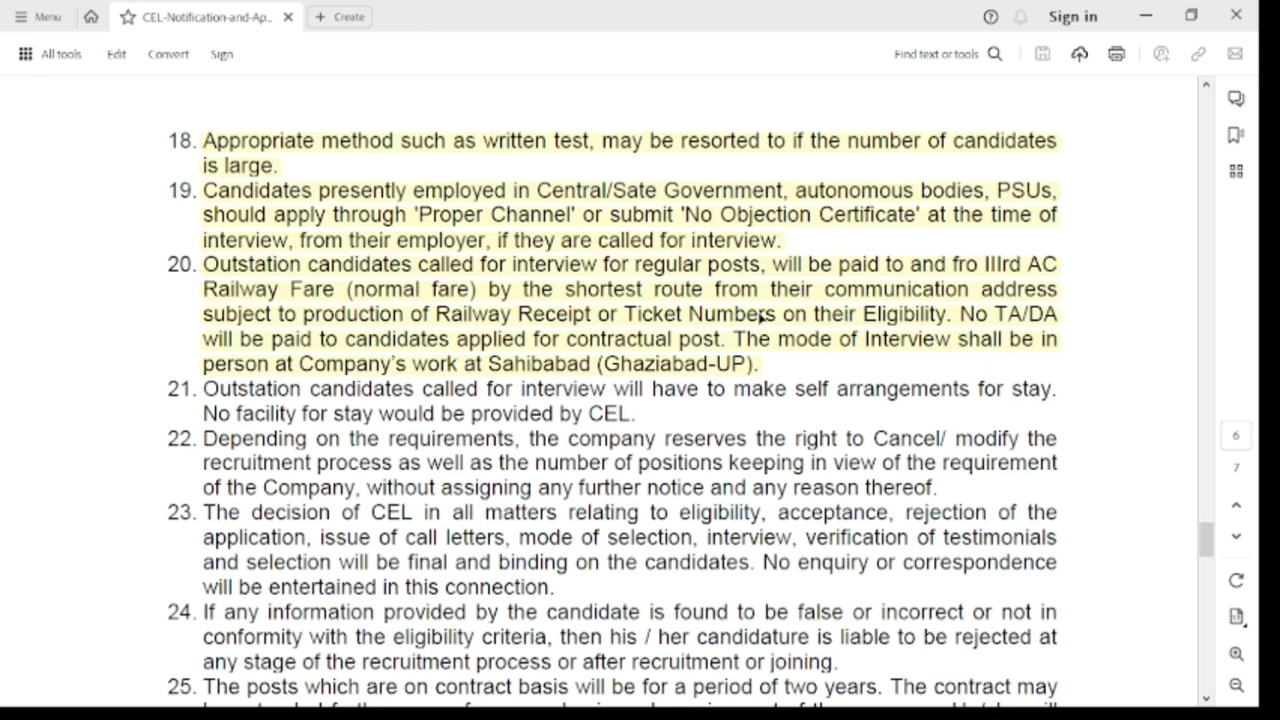 Menu
CEL-Notification-and-Ap...
Create
Sign in
All tools
Edit
Convert
Sign
Find text or tools
18. Appropriate method such as written test, may be resorted to if the number of candidates
is large.
19. Candidates presently employed in Central/Sate Government, autonomous bodies, PSUs,
should apply through 'Proper Channel' or submit 'No Objection Certificate' at the time of
interview, from their employer, if they are called for interview.
20. Outstation candidates called for interview for regular posts, will be paid to and fro IIIrd AC
Railway Fare (normal fare) by the shortest route from their communication address
subject to production of Railway Receipt or Ticket Numbers on their Eligibility. No TA/DA
will be paid to candidates applied for contractual post. The mode of Interview shall be in
person at Company's work at Sahibabad (Ghaziabad-UP).
21. Outstation candidates called for interview will have to make self arrangements for stay.
No facility for stay would be provided by CEL.
22. Depending on the requirements, the company reserves the right to Cancel/ modify the
recruitment process as well as the number of positions keeping in view of the requirement
of the Company, without assigning any further notice and any reason thereof.
23. The decision of CEL in all matters relating to eligibility, acceptance, rejection of the
application, issue of call letters, mode of selection, interview, verification of testimonials
and selection will be final and binding on the candidates. No enquiry or correspondence
will be entertained in this connection.
24. If any information provided by the candidate is found to be false or incorrect or not in
conformity with the eligibility criteria, then his / her candidature is liable to be rejected at
any stage of the recruitment process or after recruitment or joining.
25. The posts which are on contract basis will be for a period of two years. The contract may
6
7